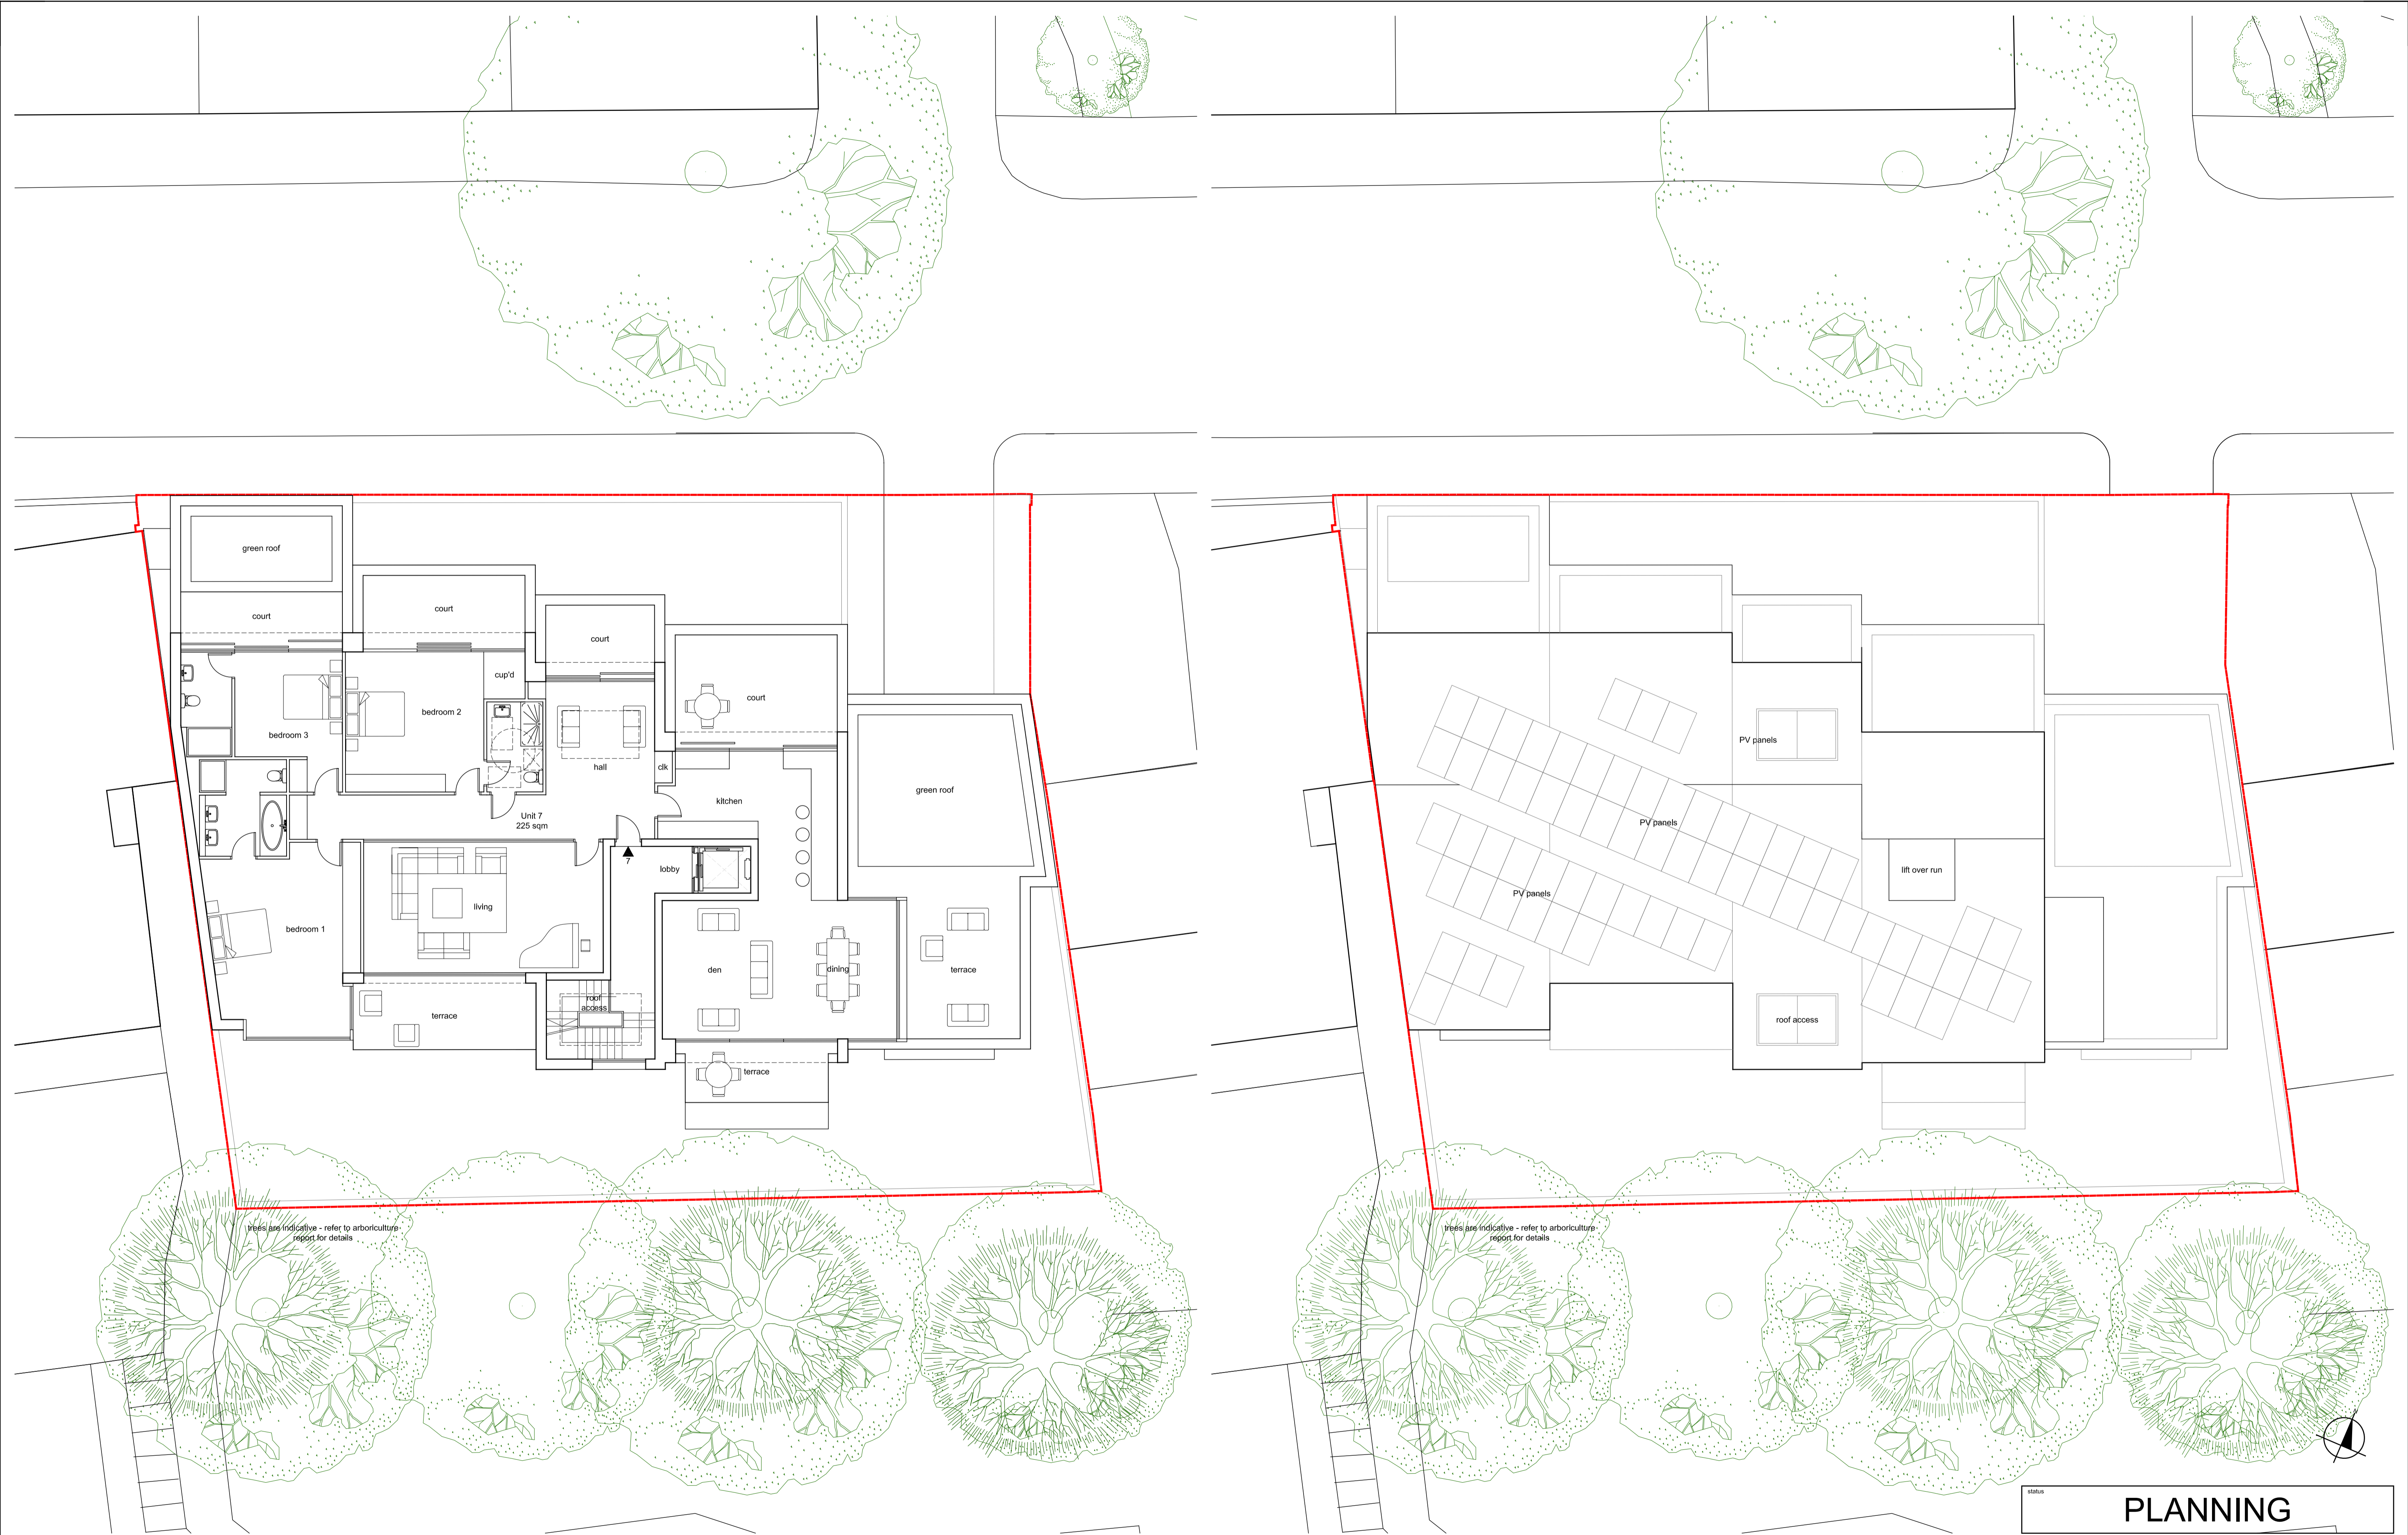 green roof
court
court
court
court
cup'd
bedroom 2
bedroom 3
hall
clk
kitchen
green roof
Unit 7
225 sqm
7
lobby
living
bedroom 1
den
dining
terrace
roof
access
terrace
terrace
trees are indicative - refer to arboriculture
report for details
PV panels
PV panels
PV panels
lift over run
roof access
trees are indicative - refer to arboriculture
report for details
N
status
PLANNING